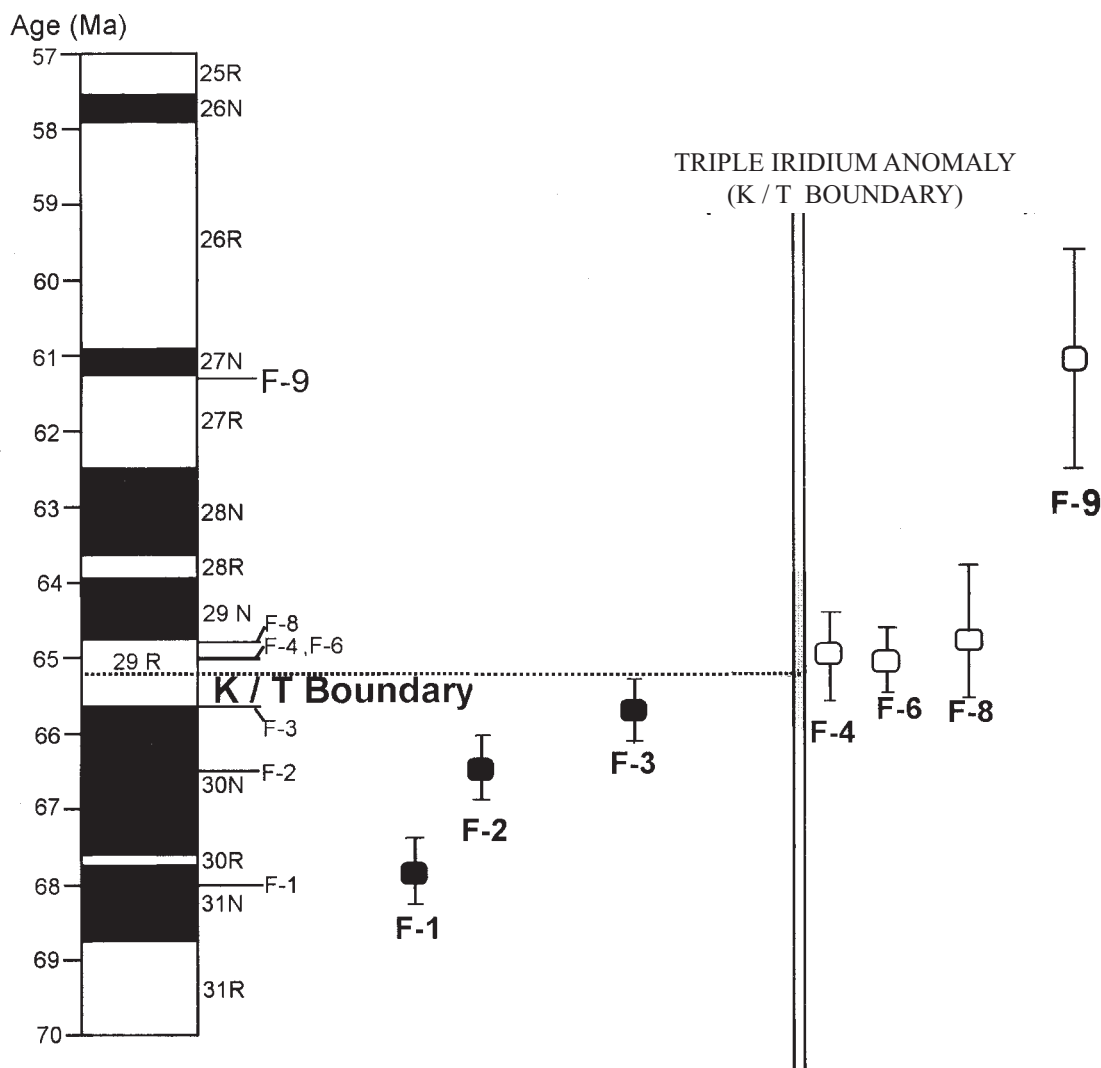 Age (Ma)
57
25R
26N
58
TRIPLE IRIDIUM ANOMALY
(K / T BOUNDARY)
59
26R
60
61
27N
F-9
27R
62
F-9
63
28N
28R
64
29 N
F-8
F-4 ,F-6
65
29 R
K / T Boundary
F-3
F-4
F-6
F-8
66
F-3
F-2
30N
67
F-2
30R
68
F-1
31N
F-1
69
31R
70